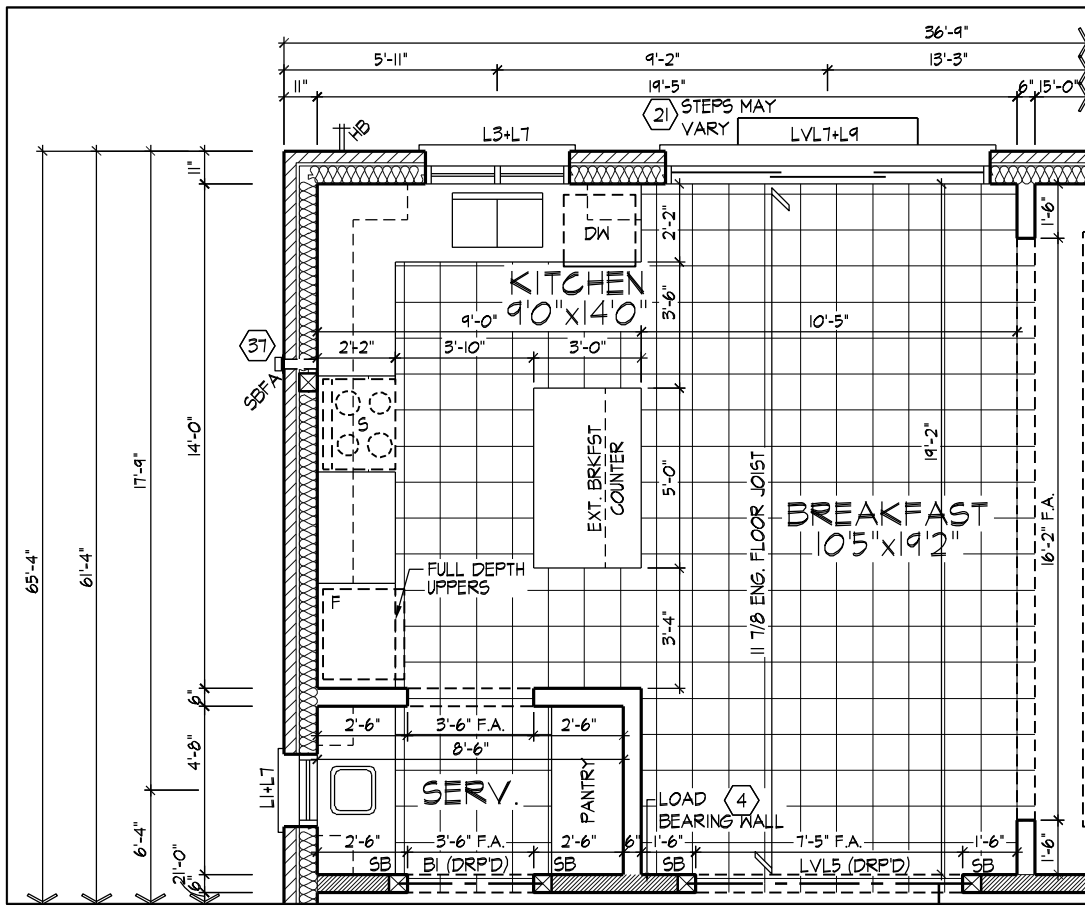 36'-9"
5'-11"
9'-2"
13'-3"
11"
19'-5"
6"
15'-0"
21
STEPS MAY
VARY
HB
L3+L7
LVL7+L9
11"
DW
2'-2"
1'-6"
KITCHEN
9'0"x14'0"
3'-6"
9'-0"
10'-5"
37
2'-2"
3'-10"
3'-0"
SBFA
S
14'-0"
17'-9"
65'-4"
61'-4"
EXT. BRKFST
COUNTER
5'-0"
11 7/8 ENG. FLOOR JOIST
19'-2"
BREAKFAST
10'5"x19'2"
16'-2" F.A.
FULL DEPTH
UPPERS
F
3'-4"
6"
2'-6"
3'-6" F.A.
2'-6"
8'-6"
4'-8"
L1+L7
SERV.
PANTRY
LOAD
BEARING WALL
4
6'-4"
2'-6"
3'-6" F.A.
2'-6"
6"
1'-6"
7'-5" F.A.
1'-6"
1'-6"
SB
B1 (DRP'D)
SB
SB
LVL5 (DRP'D)
SB
21'-0"
6"